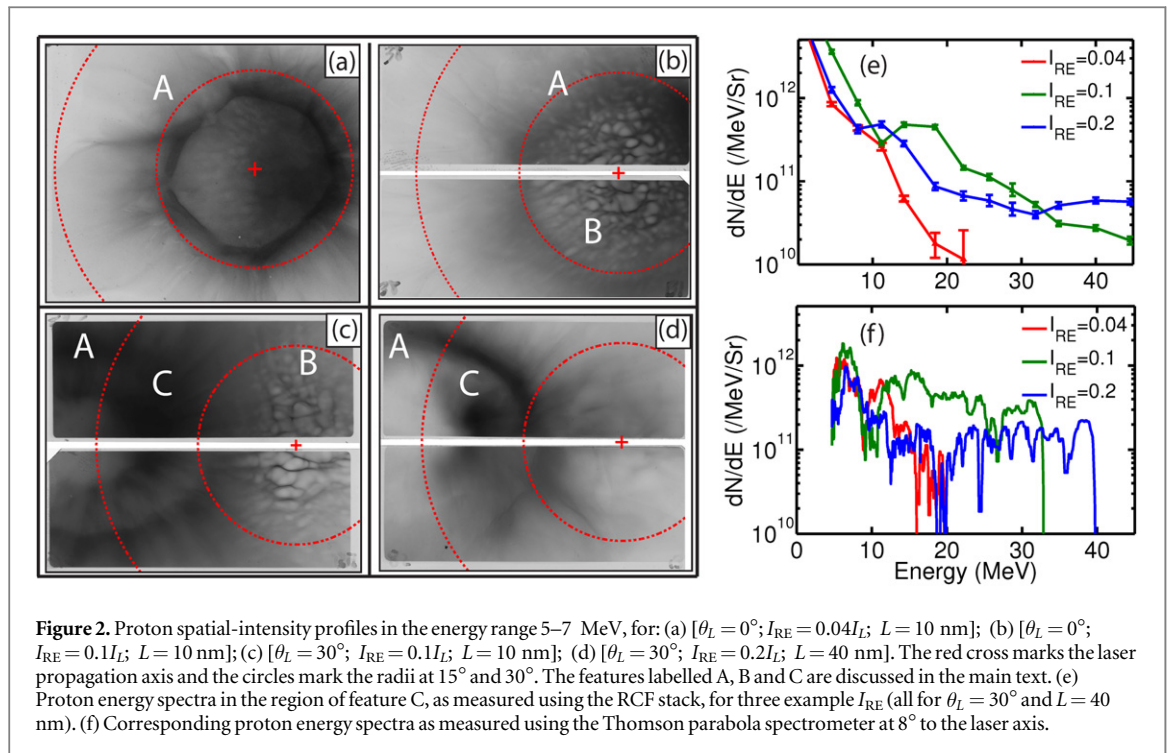 (a)
A
(b)
A
B
(c)
A
B
C
(d)
A
C
(e)
I_RE=0.04
I_RE=0.1
I_RE=0.2
dN/dE (/MeV/Sr)
10^12
10^11
10^10
10 20 30 40
(f)
I_RE=0.04
I_RE=0.1
I_RE=0.2
dN/dE (/MeV/Sr)
10^12
10^11
10^10
0 10 20 30 40
Energy (MeV)
Figure 2. Proton spatial-intensity profiles in the energy range 5–7 MeV, for: (a) [θ_L = 0°; I_RE = 0.04I_L; L = 10 nm]; (b) [θ_L = 0°;
I_RE = 0.1I_L; L = 10 nm]; (c) [θ_L = 30°; I_RE = 0.1I_L; L = 10 nm]; (d) [θ_L = 30°; I_RE = 0.2I_L; L = 40 nm]. The red cross marks the laser
propagation axis and the circles mark the radii at 15° and 30°. The features labelled A, B and C are discussed in the main text. (e)
Proton energy spectra in the region of feature C, as measured using the RCF stack, for three example I_RE (all for θ_L = 30° and L = 40
nm). (f) Corresponding proton energy spectra as measured using the Thomson parabola spectrometer at 8° to the laser axis.